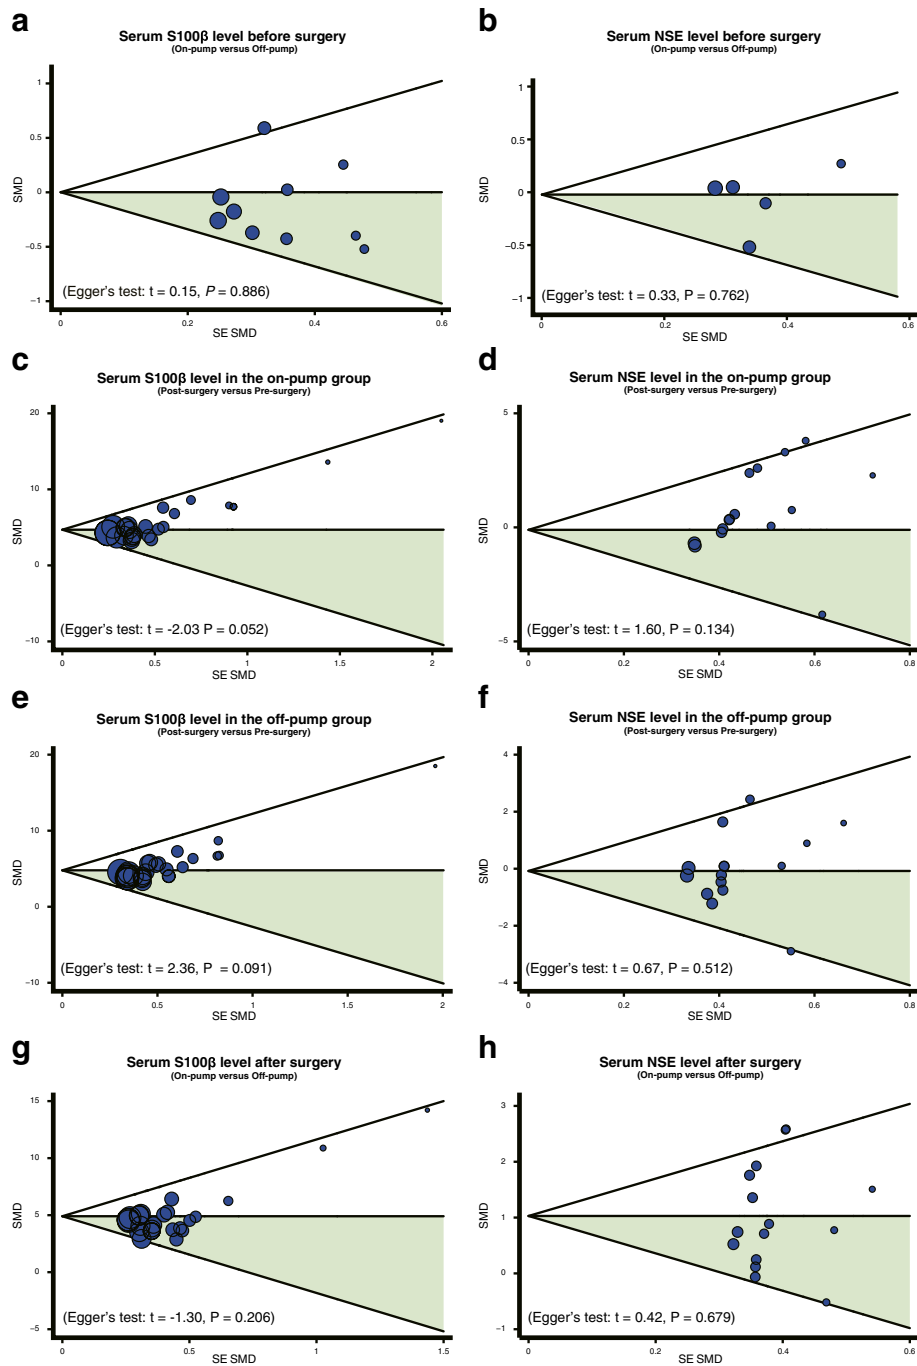 a
Serum S100β level before surgery
(On-pump versus Off-pump)
1
0.5
0
−0.5
−1
SMD
(Egger's test: t = 0.15, P = 0.886)
0 0.2 0.4 0.6
SE SMD
b
Serum NSE level before surgery
(On-pump versus Off-pump)
1
0.5
0
−0.5
−1
SMD
(Egger's test: t = 0.33, P = 0.762)
0 0.2 0.4 0.6
SE SMD
c
Serum S100β level in the on-pump group
(Post-surgery versus Pre-surgery)
20
10
0
−10
SMD
(Egger's test: t = -2.03 P = 0.052)
0 0.5 1 1.5 2
SE SMD
d
Serum NSE level in the on-pump group
(Post-surgery versus Pre-surgery)
5
0
−5
SMD
(Egger's test: t = 1.60, P = 0.134)
0 0.2 0.4 0.6 0.8
SE SMD
e
Serum S100β level in the off-pump group
(Post-surgery versus Pre-surgery)
20
10
0
−10
SMD
(Egger's test: t = 2.36, P = 0.091)
0 0.5 1 1.5 2
SE SMD
f
Serum NSE level in the off-pump group
(Post-surgery versus Pre-surgery)
4
2
0
−2
−4
SMD
(Egger's test: t = 0.67, P = 0.512)
0 0.2 0.4 0.6 0.8
SE SMD
g
Serum S100β level after surgery
(On-pump versus Off-pump)
15
10
5
0
−5
SMD
(Egger's test: t = -1.30, P = 0.206)
0 0.5 1 1.5
SE SMD
h
Serum NSE level after surgery
(On-pump versus Off-pump)
3
2
1
0
−1
SMD
(Egger's test: t = 0.42, P = 0.679)
0 0.2 0.4 0.6
SE SMD